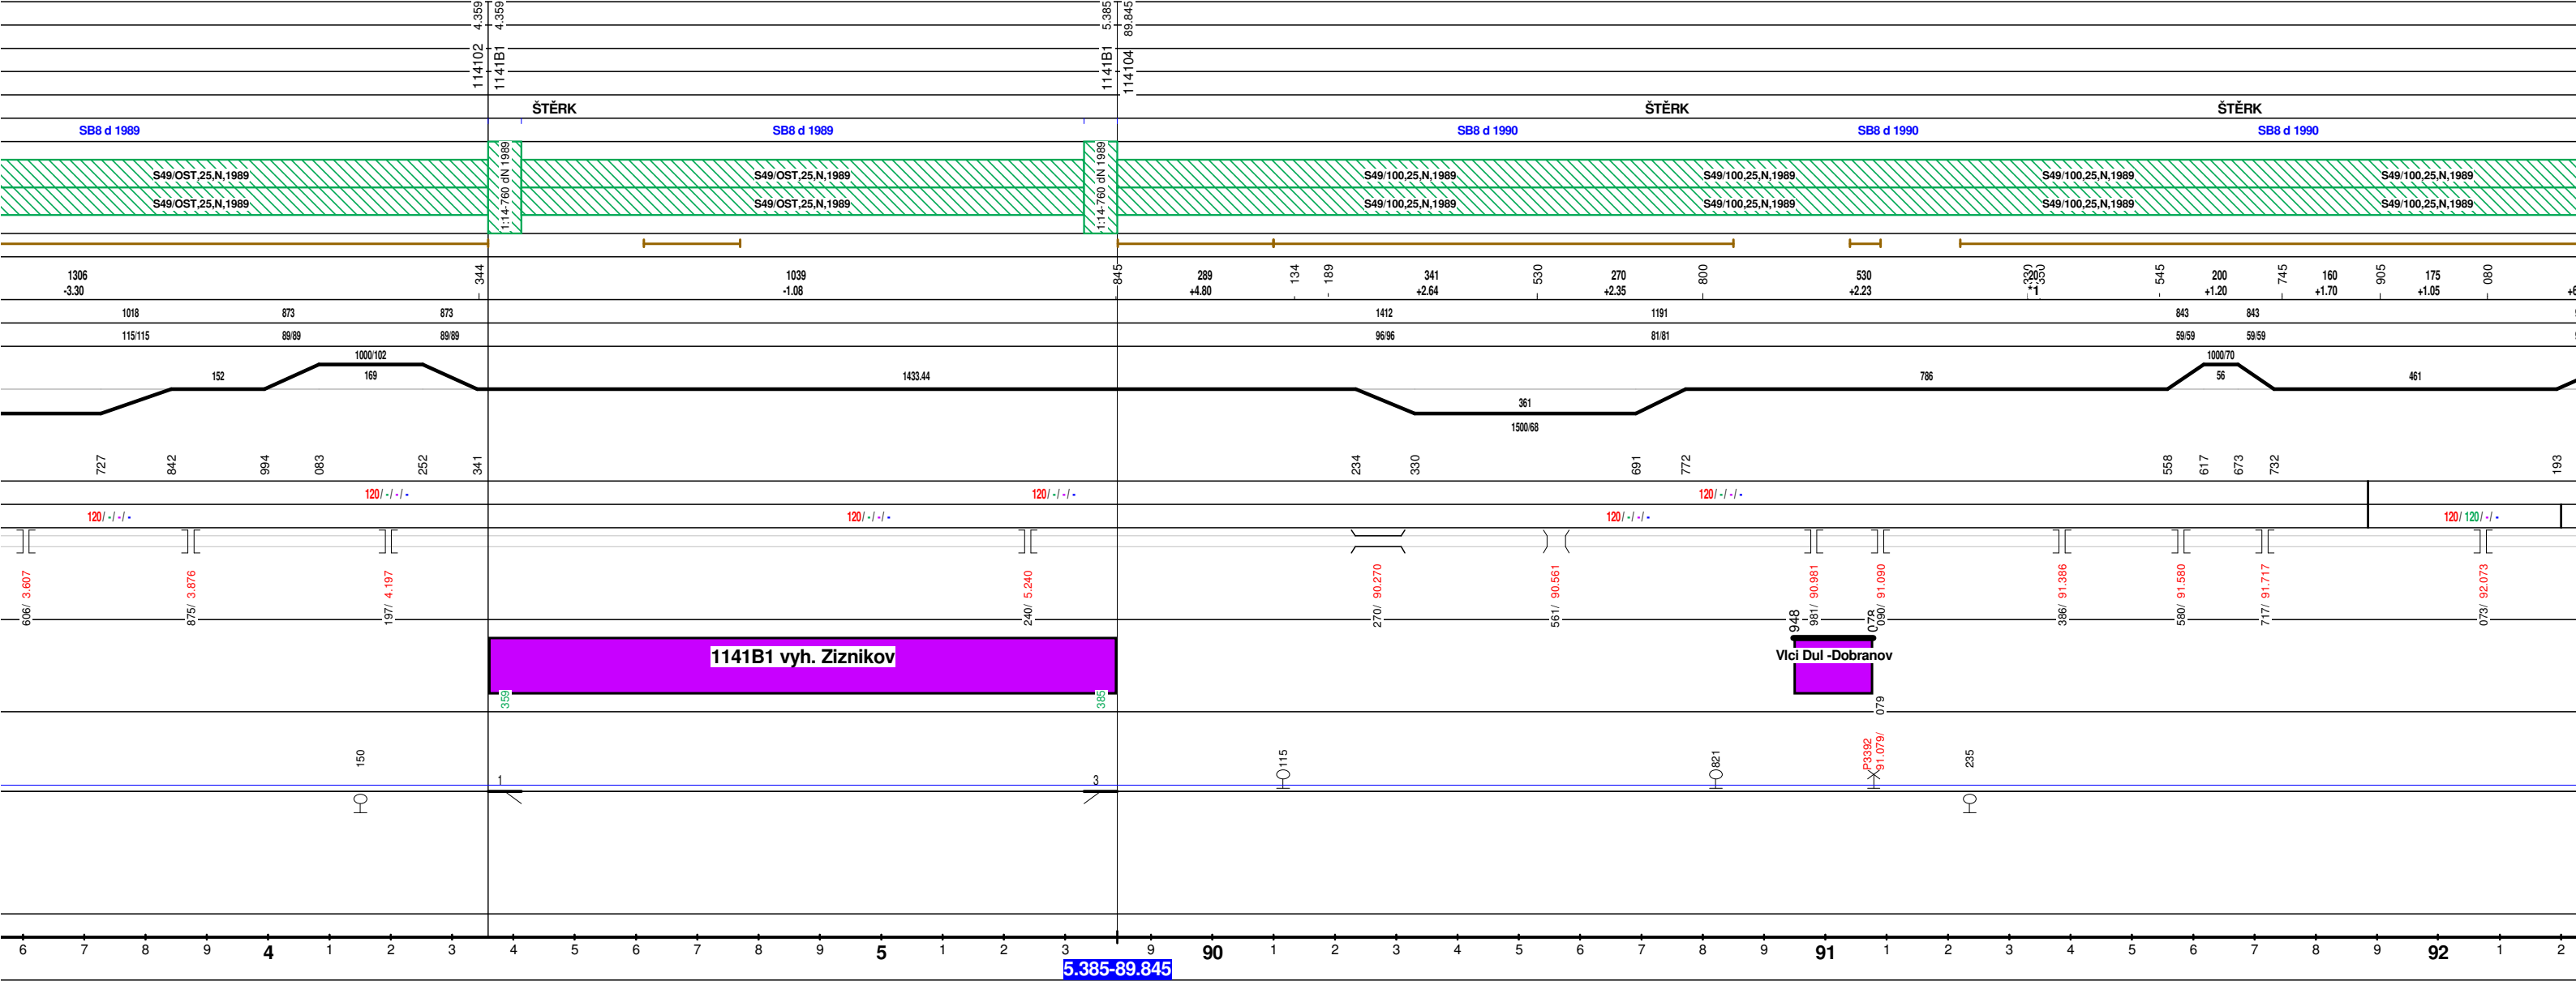 114102 4.359
1141B1 4.359
1141B1 5.385
114104 89.845
ŠTĚRK ŠTĚRK ŠTĚRK
SB8 d 1989 SB8 d 1989 SB8 d 1990 SB8 d 1990 SB8 d 1990
1:14-760 dN 1989
1:14-760 dN 1989
S49/OST,25,N,1989 S49/OST,25,N,1989 S49/100,25,N,1989 S49/100,25,N,1989 S49/100,25,N,1989 S49/100,25,N,1989
S49/OST,25,N,1989 S49/OST,25,N,1989 S49/100,25,N,1989 S49/100,25,N,1989 S49/100,25,N,1989 S49/100,25,N,1989
1306 344 1039 845 289 134 189 341 530 270 800 530 330 20 350 545 200 745 160 905 175 080
-3.30 -1.08 +4.80 +2.64 +2.35 +2.23 *1 +1.20 +1.70 +1.05
1018 873 873 1412 1191 843 843
115/115 89/89 89/89 96/96 81/81 59/59 59/59
1000/102 1000/70
152 169 1433.44 786 56 461
361
1500/68
727 842 994 083 252 341 234 330 691 772 558 617 673 732 193
120/ -/ -/ - 120/ -/ -/ - 120/ -/ -/ -
120/ -/ -/ - 120/ -/ -/ - 120/ -/ -/ - 120/ 120/ -/ -
606/ 3.607
875/ 3.876
197/ 4.197
240/ 5.240
270/ 90.270
561/ 90.561
981/ 90.981
090/ 91.090
386/ 91.386
580/ 91.580
717/ 91.717
073/ 92.073
948 078
1141B1 vyh. Ziznikov Vlci Dul -Dobranov
359 385 079
150 115 821 P3392 235
91.079/
1 3
6 7 8 9 4 1 2 3 4 5 6 7 8 9 5 1 2 3 9 90 1 2 3 4 5 6 7 8 9 91 1 2 3 4 5 6 7 8 9 92 1 2
5.385-89.845